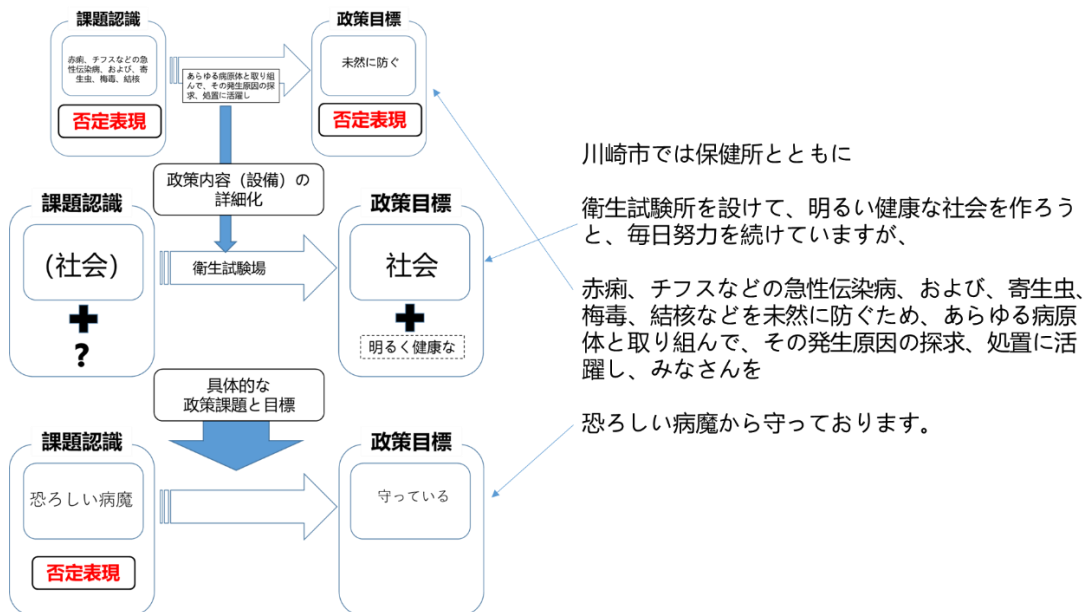 課題認識
政策目標
赤痢、チフスなどの急
性伝染病、および、寄
生虫、梅毒、結核
あらゆる病原体と取り組
んで、その発生原因の探
求、処置に活躍し
未然に防ぐ
否定表現
否定表現
政策内容（設備）の
詳細化
課題認識
政策目標
(社会)
衛生試験場
社会
?
明るく健康な
具体的な
政策課題と目標
課題認識
政策目標
恐ろしい病魔
守っている
否定表現
川崎市では保健所とともに
衛生試験所を設けて、明るい健康な社会を作ろう
と、毎日努力を続けていますが、
赤痢、チフスなどの急性伝染病、および、寄生虫、
梅毒、結核などを未然に防ぐため、あらゆる病原
体と取り組んで、その発生原因の探求、処置に活
躍し、みなさんを
恐ろしい病魔から守っております。